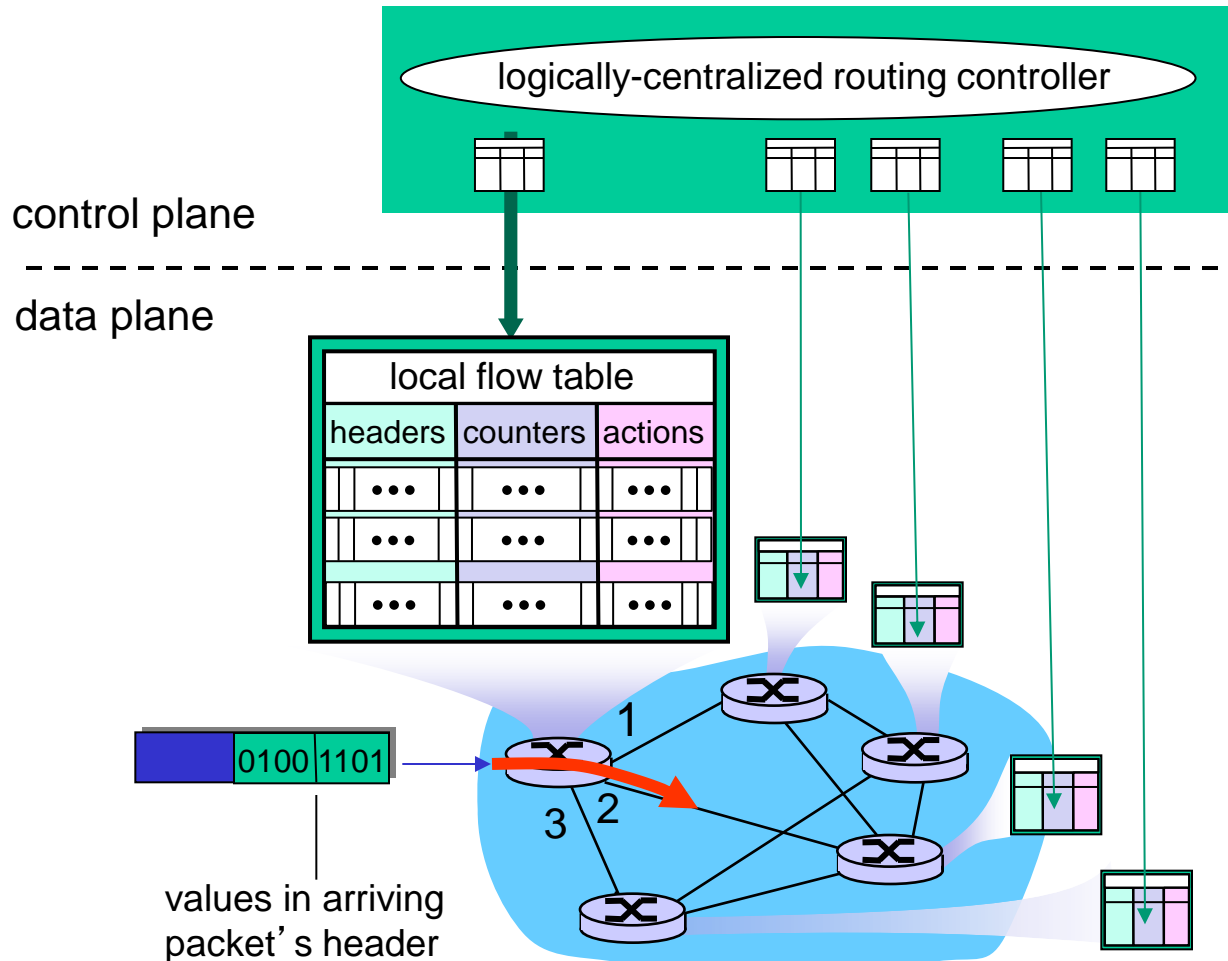 logically-centralized routing controller
control plane
data plane
local flow table
headers counters actions
1
2
3
0100 1101
values in arriving
packet’s header